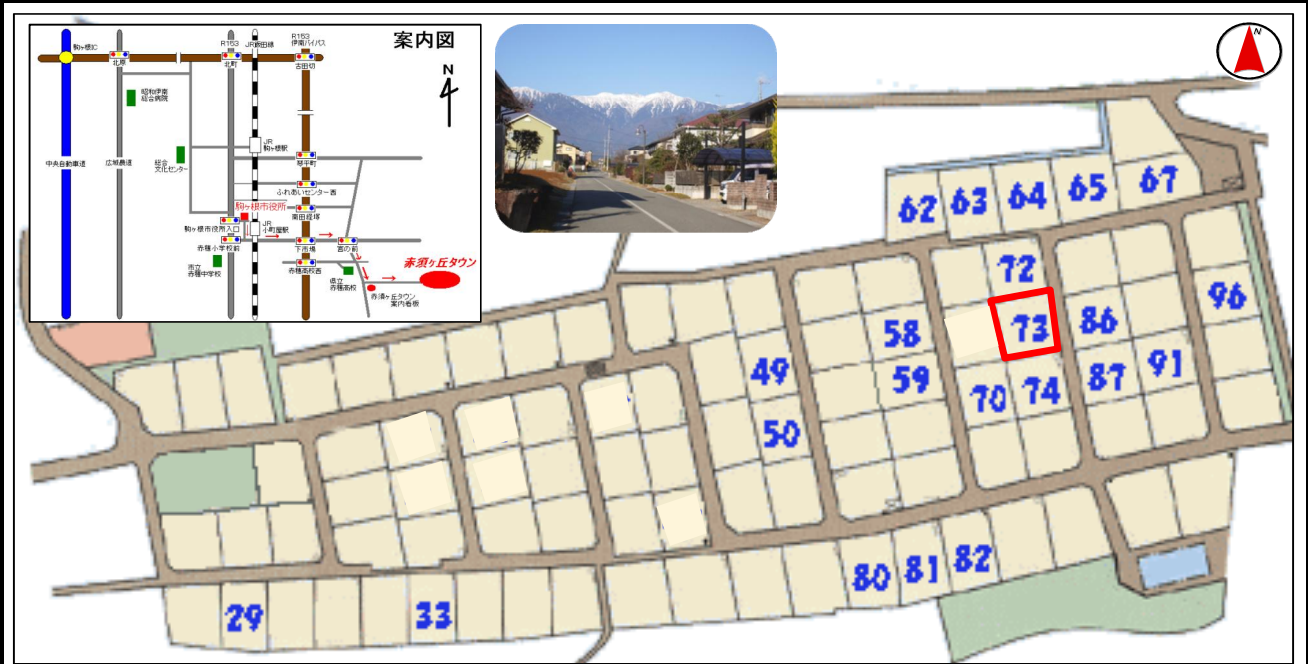 案内図
N
駒ヶ根IC
北原
R153
北町
JR飯田線
R153
伊南バイパス
古田切
昭和伊南
総合病院
中央自動車道
広域農道
総合
文化センター
JR
駒ヶ根駅
琴平町
ふれあいセンター西
駒ヶ根市役所
南田経塚
駒ヶ根市役所入口
JR
小町屋駅
赤穂小学校前
下市場
宮の前
市立
赤穂中学校
赤穂高校西
県立
赤穂高校
赤須ヶ丘タウン
赤須ヶ丘タウン
案内看板
N
62
63
64
65
67
72
73
86
96
58
59
49
50
70
74
87
91
80
81
82
29
33